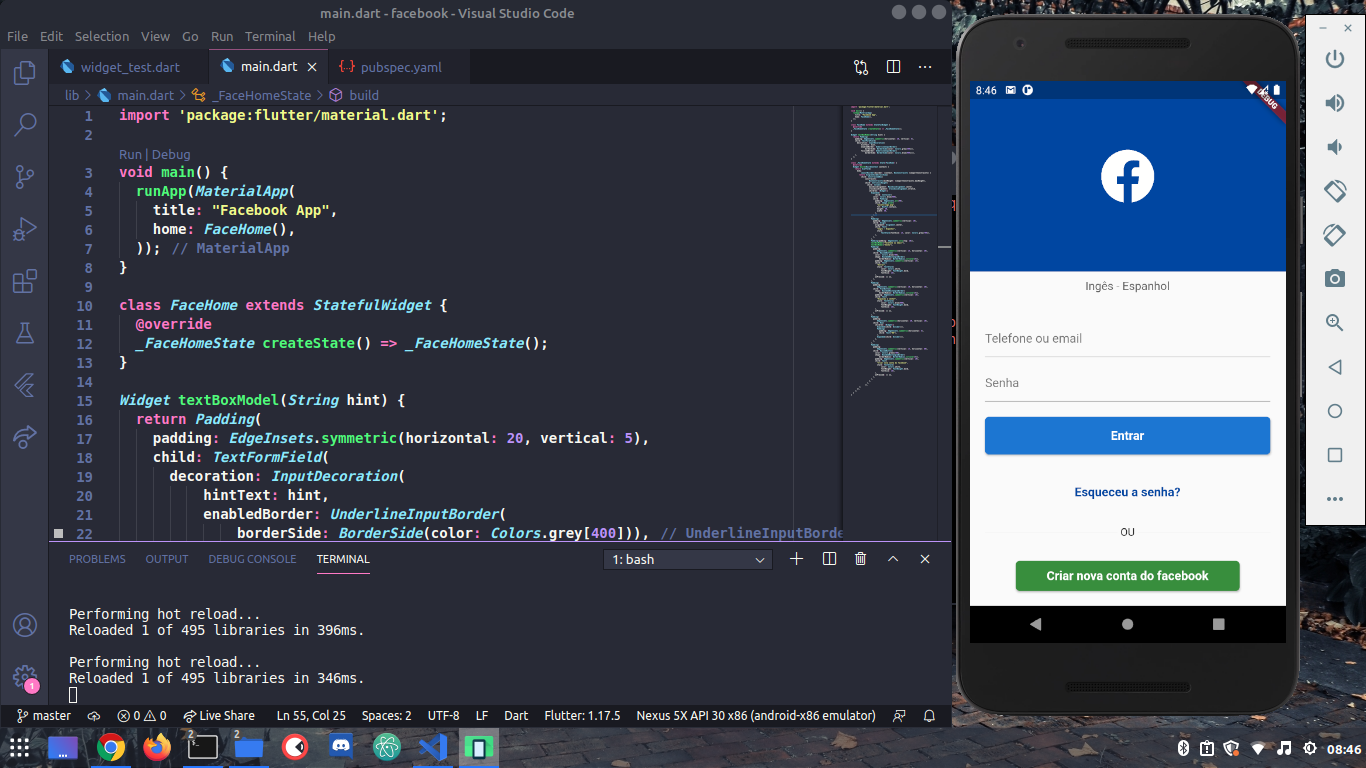 main.dart - facebook - Visual Studio Code
File Edit Selection View Go Run Terminal Help
widget_test.dart main.dart pubspec.yaml
lib > main.dart > _FaceHomeState > build
1 import 'package:flutter/material.dart';
2
Run | Debug
3 void main() {
4 runApp(MaterialApp(
5 title: "Facebook App",
6 home: FaceHome(),
7 )); // MaterialApp
8 }
9
10 class FaceHome extends StatefulWidget {
11 @override
12 _FaceHomeState createState() => _FaceHomeState();
13 }
14
15 Widget textBoxModel(String hint) {
16 return Padding(
17 padding: EdgeInsets.symmetric(horizontal: 20, vertical: 5),
18 child: TextFormField(
19 decoration: InputDecoration(
20 hintText: hint,
21 enabledBorder: UnderlineInputBorder(
22 borderSide: BorderSide(color: Colors.grey[400])), // UnderlineInputBorde
PROBLEMS OUTPUT DEBUG CONSOLE TERMINAL
1: bash
Performing hot reload...
Reloaded 1 of 495 libraries in 396ms.
Performing hot reload...
Reloaded 1 of 495 libraries in 346ms.
1
master 0 0 Live Share Ln 55, Col 25 Spaces: 2 UTF-8 LF Dart Flutter: 1.17.5 Nexus 5X API 30 x86 (android-x86 emulator)
8:46
DEBUG
Ingês · Espanhol
Telefone ou email
Senha
Entrar
Esqueceu a senha?
OU
Criar nova conta do facebook
2 2
08:46